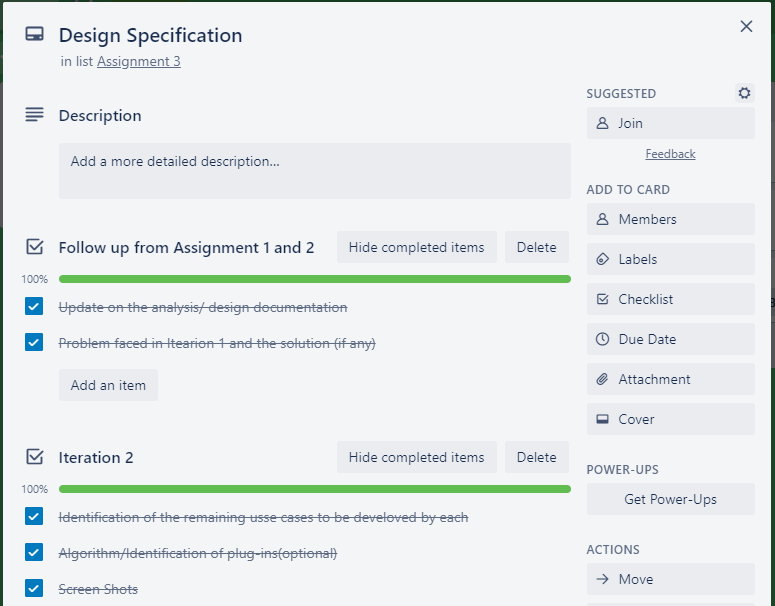 Design Specification
in list Assignment 3
Description
Add a more detailed description...
Follow up from Assignment 1 and 2
Hide completed items
Delete
100%
Update on the analysis/ design documentation
Problem faced in Itearion 1 and the solution (if any)
Add an item
Iteration 2
Hide completed items
Delete
100%
Identification of the remaining usse cases to be develoved by each
Algorithm/Identification of plug-ins(optional)
Screen Shots
SUGGESTED
Join
Feedback
ADD TO CARD
Members
Labels
Checklist
Due Date
Attachment
Cover
POWER-UPS
Get Power-Ups
ACTIONS
Move